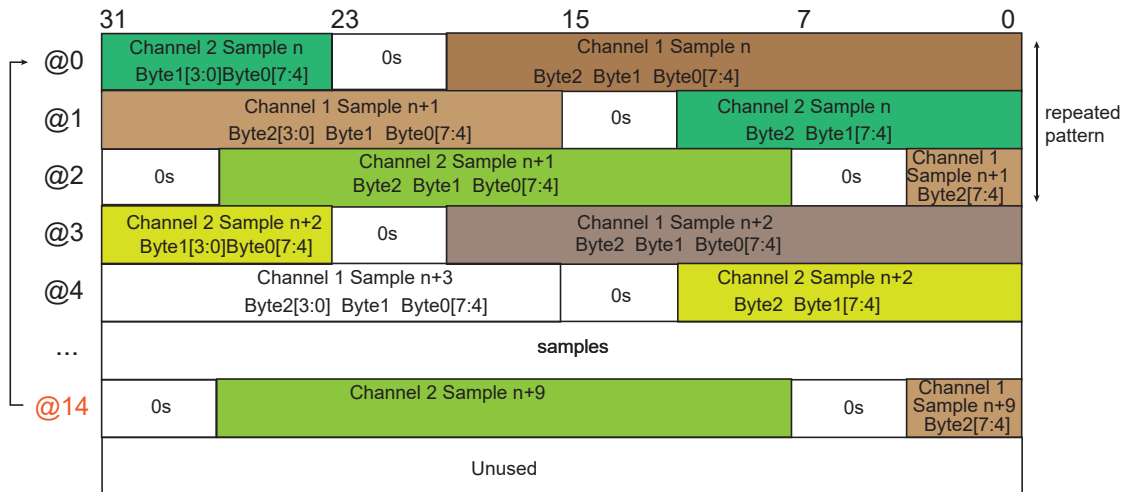 31 23 15 7 0
@0
Channel 2 Sample n
Byte1[3:0]Byte0[7:4]
0s
Channel 1 Sample n
Byte2 Byte1 Byte0[7:4]
@1
Channel 1 Sample n+1
Byte2[3:0] Byte1 Byte0[7:4]
0s
Channel 2 Sample n
Byte2 Byte1[7:4]
repeated
pattern
@2
0s
Channel 2 Sample n+1
Byte2 Byte1 Byte0[7:4]
0s
Channel 1
Sample n+1
Byte2[7:4]
@3
Channel 2 Sample n+2
Byte1[3:0]Byte0[7:4]
0s
Channel 1 Sample n+2
Byte2 Byte1 Byte0[7:4]
@4
Channel 1 Sample n+3
Byte2[3:0] Byte1 Byte0[7:4]
0s
Channel 2 Sample n+2
Byte2 Byte1[7:4]
...
samples
@14
0s
Channel 2 Sample n+9
0s
Channel 1
Sample n+9
Byte2[7:4]
Unused